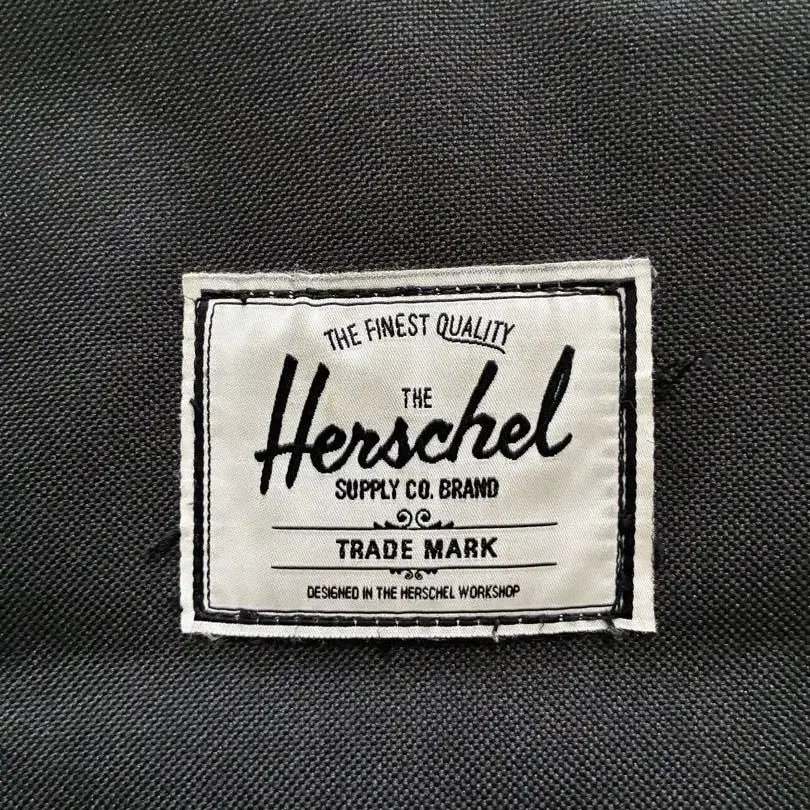 THE FINEST QUALITY
THE
Herschel
SUPPLY CO. BRAND
TRADE MARK
DESIGNED IN THE HERSCHEL WORKSHOP